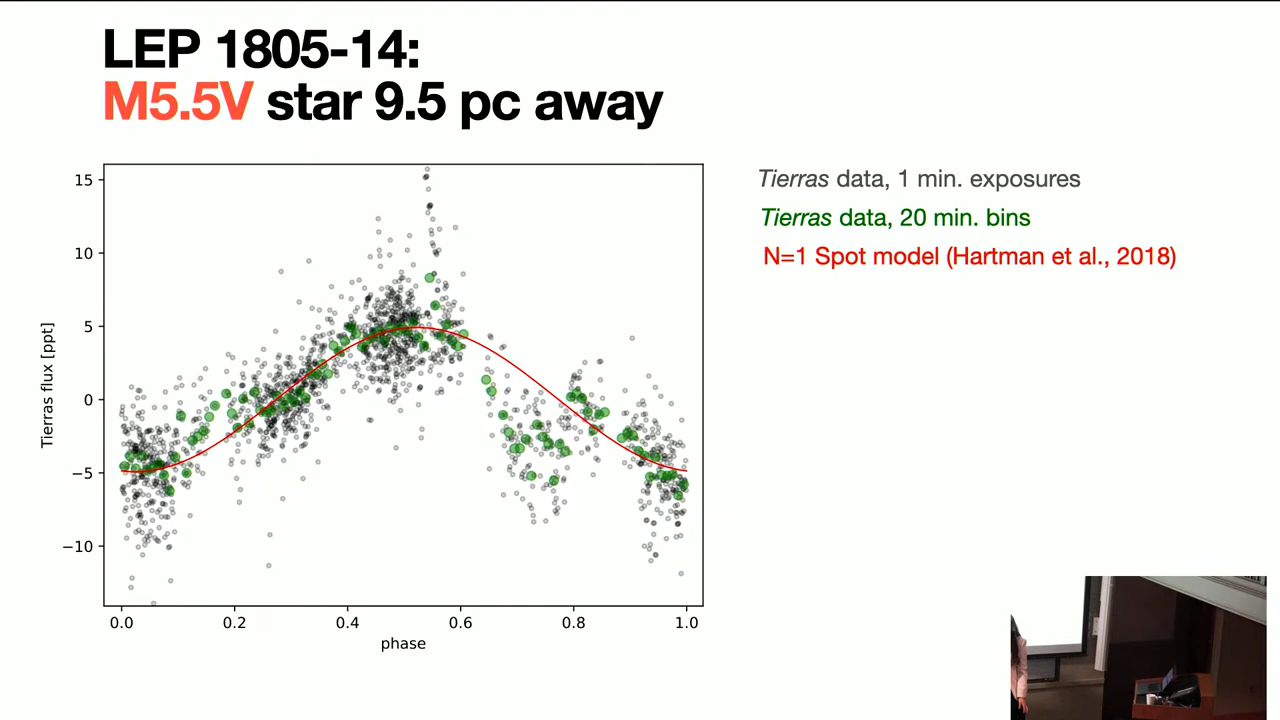 LEP 1805-14:
M5.5V star 9.5 pc away
Tierras data, 1 min. exposures
Tierras data, 20 min. bins
N=1 Spot model (Hartman et al., 2018)
15
10
5
0
−5
−10
Tierras flux [ppt]
0.0 0.2 0.4 0.6 0.8 1.0
phase